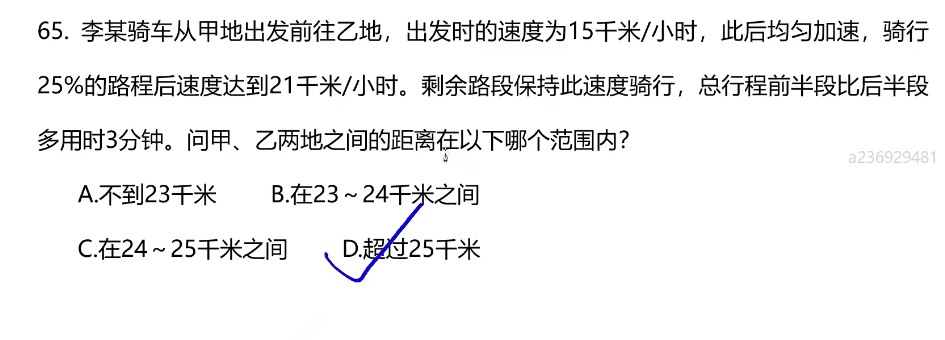 65. 李某骑车从甲地出发前往乙地，出发时的速度为15千米/小时，此后均匀加速，骑行
25%的路程后速度达到21千米/小时。剩余路段保持此速度骑行，总行程前半段比后半段
多用时3分钟。问甲、乙两地之间的距离在以下哪个范围内？
a236929481
A.不到23千米 B.在23～24千米之间
C.在24～25千米之间 D.超过25千米